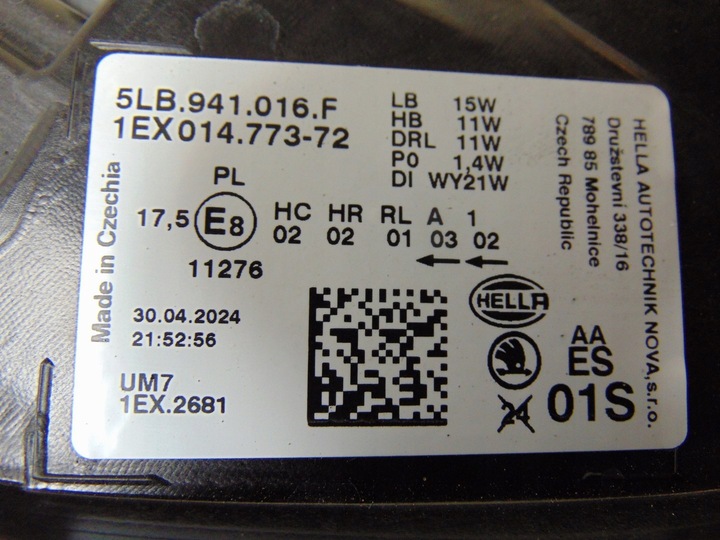 5LB.941.016.F
1EX014.773-72
LB 15W
HB 11W
DRL 11W
PO 1,4W
DI WY21W
PL
17,5 E8 HC HR RL A 1
02 02 01 03 02
11276
Made in Czechia
30.04.2024
21:52:56
UM7
1EX.2681
HELLA
AA
ES
01S
24
HELLA AUTOTECHNIK NOVA,s.r.o.
Družstevní 338/16
789 85 Mohelnice
Czech Republic